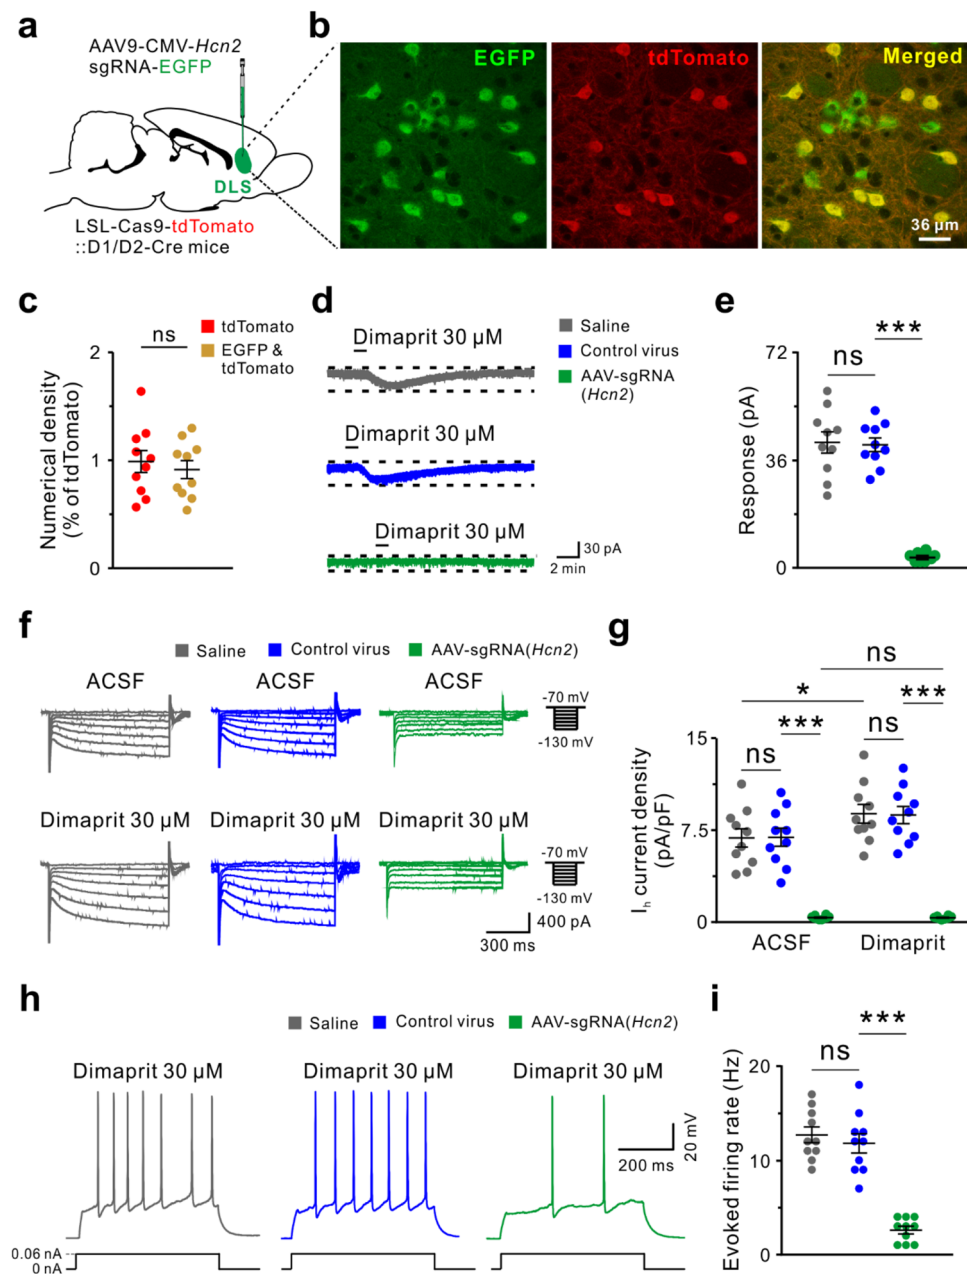 a
AAV9-CMV-Hcn2
sgRNA-EGFP
DLS
LSL-Cas9-tdTomato
::D1/D2-Cre mice
b
EGFP
tdTomato
Merged
36 µm
c
ns
tdTomato
EGFP &
tdTomato
Numerical density
(% of tdTomato)
2
1
0
d
Dimaprit 30 µM
Dimaprit 30 µM
Dimaprit 30 µM
30 pA
2 min
Saline
Control virus
AAV-sgRNA
(Hcn2)
e
***
ns
Response (pA)
72
36
0
f
Saline
Control virus
AAV-sgRNA(Hcn2)
ACSF
ACSF
ACSF
-70 mV
-130 mV
Dimaprit 30 µM
Dimaprit 30 µM
Dimaprit 30 µM
-70 mV
-130 mV
400 pA
300 ms
g
ns
*
***
***
ns
ns
Ih current density
(pA/pF)
15
7.5
0
ACSF
Dimaprit
h
Saline
Control virus
AAV-sgRNA(Hcn2)
Dimaprit 30 µM
Dimaprit 30 µM
Dimaprit 30 µM
20 mV
200 ms
0.06 nA
0 nA
i
***
ns
Evoked firing rate (Hz)
20
10
0